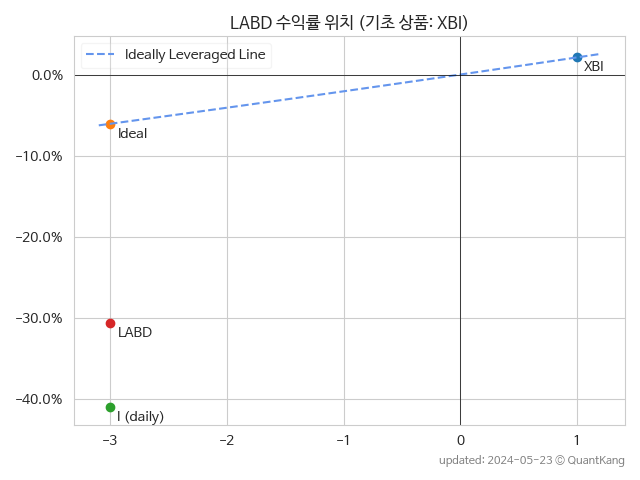 LABD 수익률 위치 (기초 상품: XBI)
Ideally Leveraged Line
0.0%
-10.0%
-20.0%
-30.0%
-40.0%
XBI
Ideal
LABD
I (daily)
-3
-2
-1
0
1
updated: 2024-05-23 © QuantKang